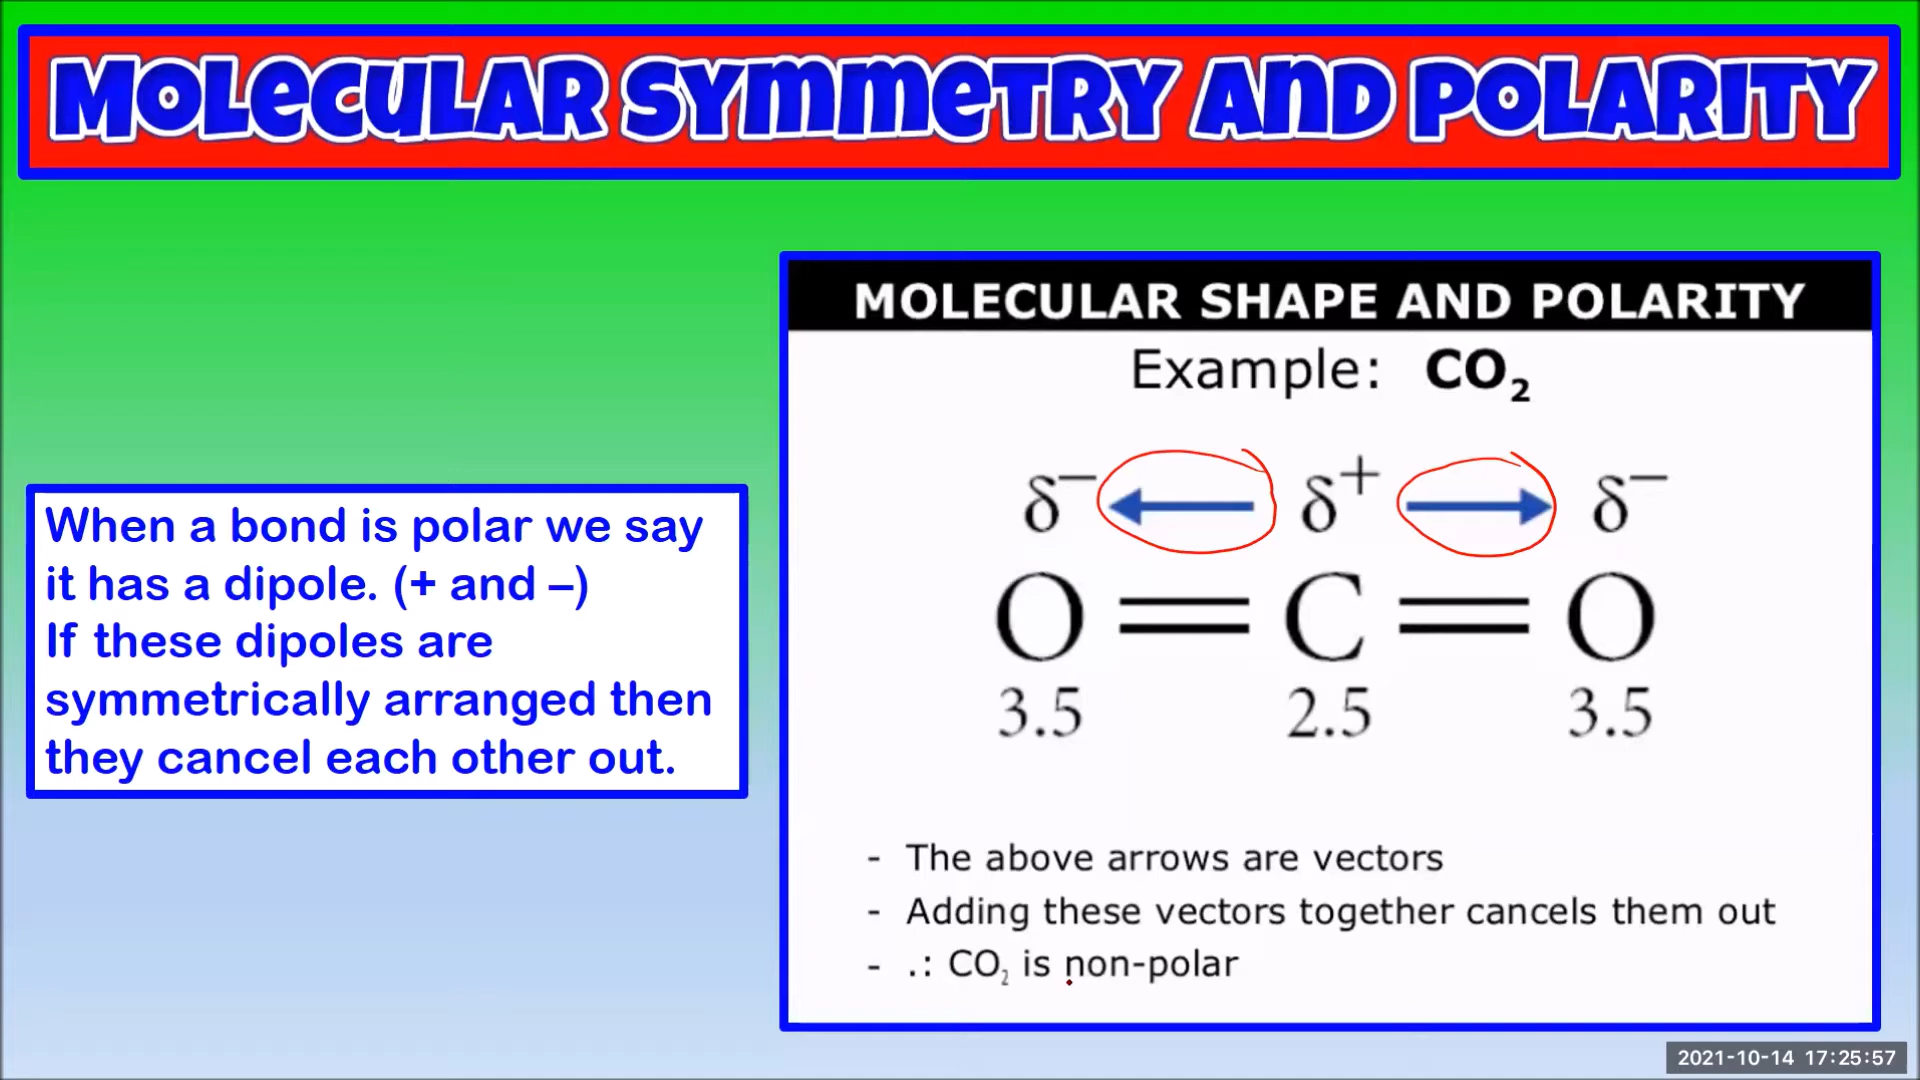 Molecular Symmetry and Polarity
When a bond is polar we say
it has a dipole. (+ and –)
If these dipoles are
symmetrically arranged then
they cancel each other out.
MOLECULAR SHAPE AND POLARITY
Example: CO₂
δ⁻ δ⁺ δ⁻
O=C=O
3.5 2.5 3.5
- The above arrows are vectors
- Adding these vectors together cancels them out
- .: CO₂ is non-polar
2021-10-14 17:25:57